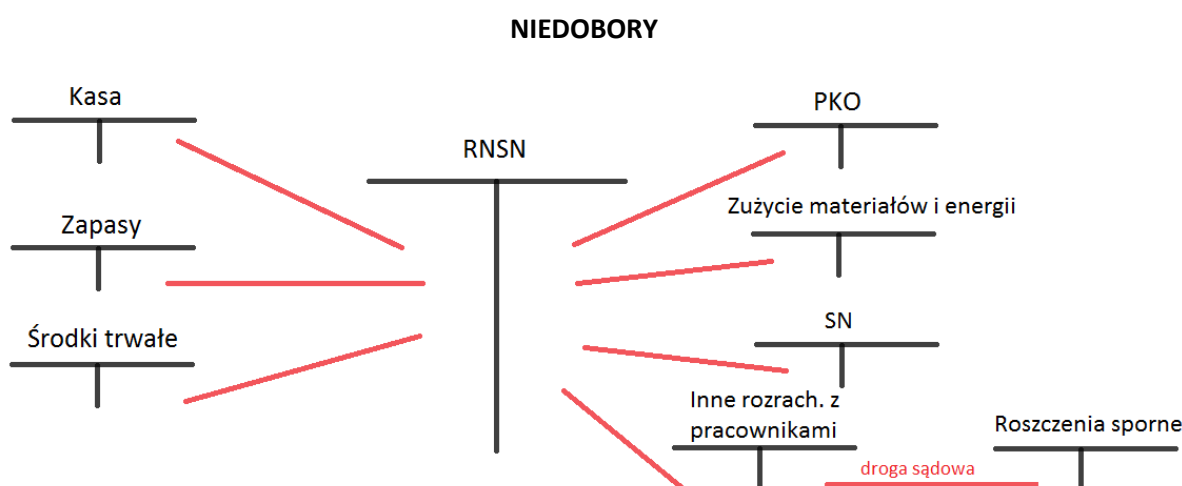 NIEDOBORY
Kasa
PKO
RNSN
Zużycie materiałów i energii
Zapasy
SN
Środki trwałe
Inne rozrach. z
pracownikami
Roszczenia sporne
droga sądowa